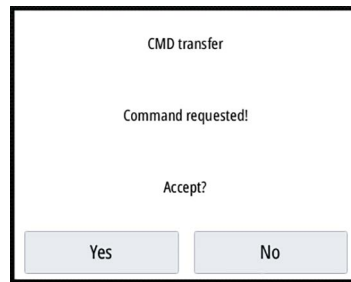 CMD transfer
Command requested!
Accept?
Yes No